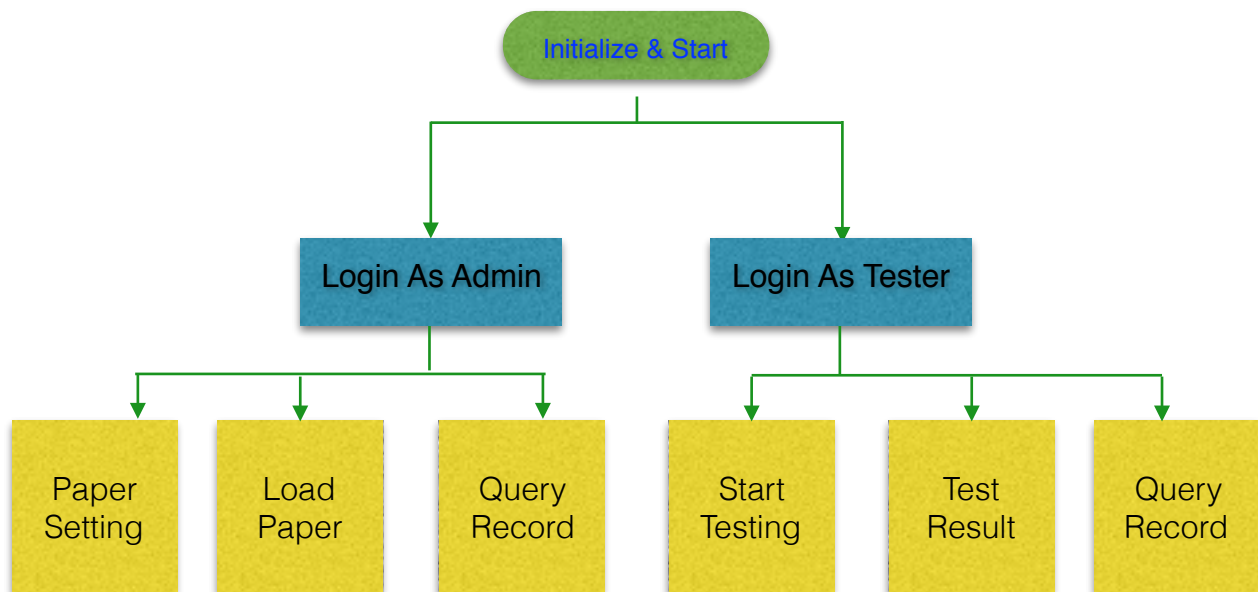 Initialize & Start
Login As Admin
Login As Tester
Paper
Setting
Load
Paper
Query
Record
Start
Testing
Test
Result
Query
Record